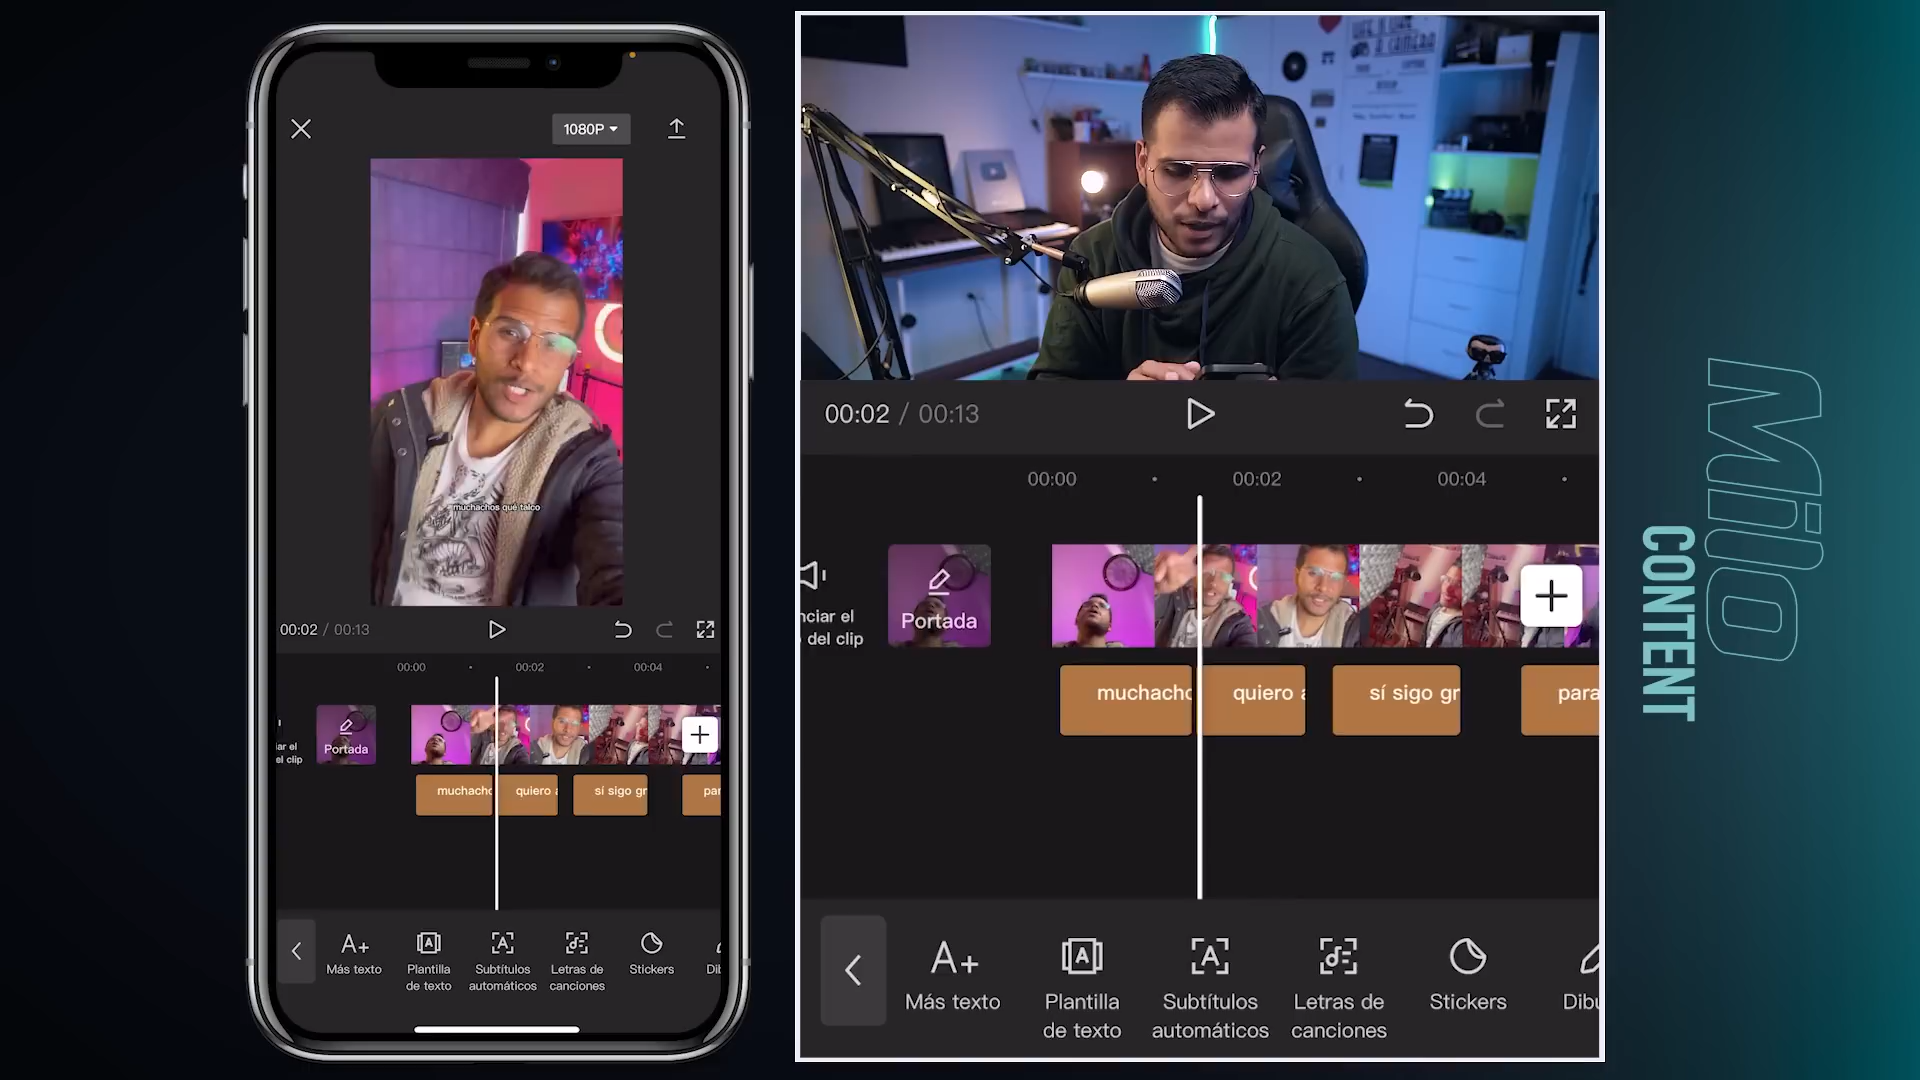 1080P
muchachos qué talco
00:02 / 00:13
00:00
00:02
00:04
Portada
muchacho
quiero a
sí sigo gr
par
Más texto
Plantilla
de texto
Subtítulos
automáticos
Letras de
canciones
Stickers
Dib
00:02 / 00:13
00:00
00:02
00:04
nciar el
del clip
Portada
muchacho
quiero a
sí sigo gr
para
Más texto
Plantilla
de texto
Subtítulos
automáticos
Letras de
canciones
Stickers
Dibu
Milo
CONTENT